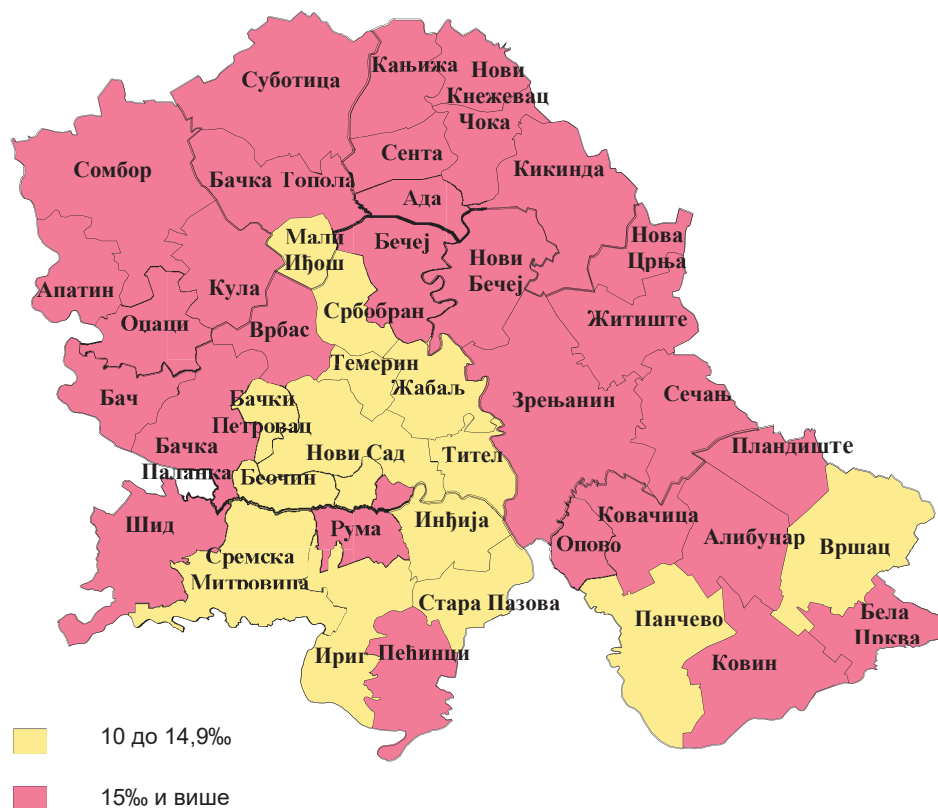 Суботица
Кањижа
Нови
Кнежевац
Чока
Сомбор
Бачка Топола
Сента
Ада
Кикинда
Мали
Иђош
Бечеј
Нови
Бечеј
Нова
Црња
Апатин
Кула
Оџаци
Врбас
Србобран
Житиште
Темерин
Жабаљ
Бач
Бачки
Петровац
Зрењанин
Сечањ
Бачка
Паланка
Нови Сад
Тител
Пландиште
Беочин
Шид
Рума
Инђија
Ковачица
Опово
Алибунар
Вршац
Сремска
Митровица
Стара Пазова
Панчево
Бела
Црква
Ириг
Пећинци
Ковин
10 до 14,9‰
15‰ и више